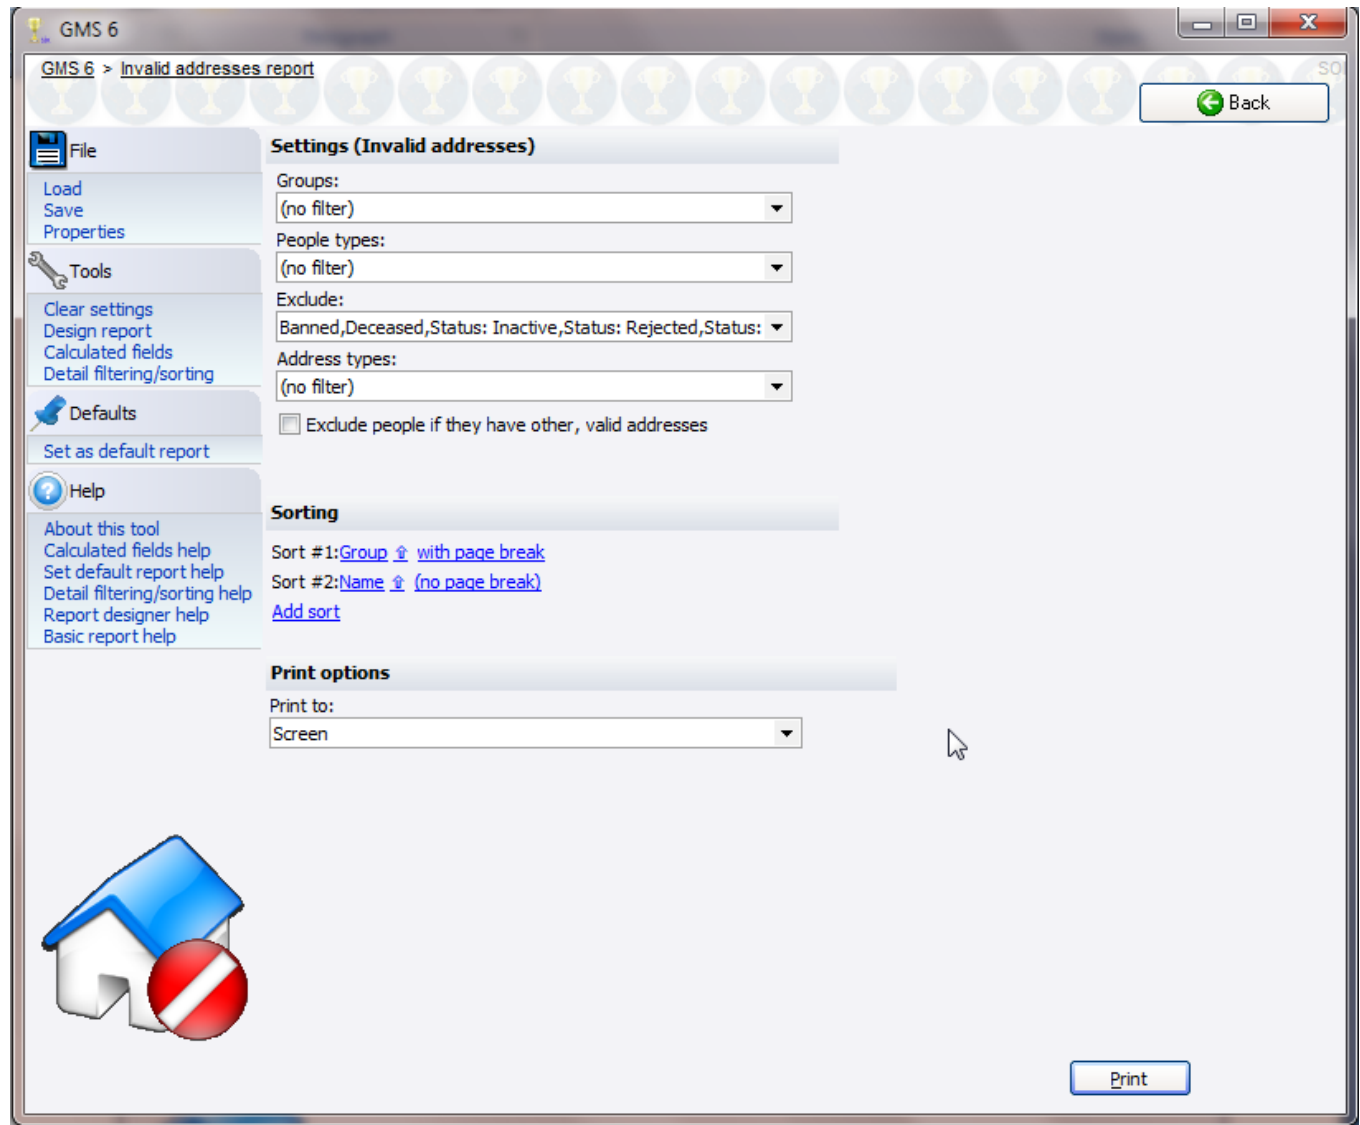 GMS 6
GMS 6 > Invalid addresses report
Back
File
Load
Save
Properties
Tools
Clear settings
Design report
Calculated fields
Detail filtering/sorting
Defaults
Set as default report
Help
About this tool
Calculated fields help
Set default report help
Detail filtering/sorting help
Report designer help
Basic report help
Settings (Invalid addresses)
Groups:
(no filter)
People types:
(no filter)
Exclude:
Banned,Deceased,Status: Inactive,Status: Rejected,Status:
Address types:
(no filter)
Exclude people if they have other, valid addresses
Sorting
Sort #1:Group with page break
Sort #2:Name (no page break)
Add sort
Print options
Print to:
Screen
Print